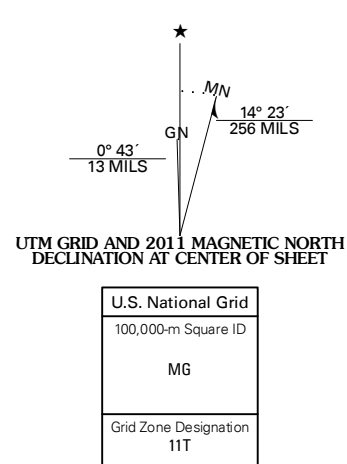 ★
MN
GN
14° 23´
256 MILS
0° 43´
13 MILS
UTM GRID AND 2011 MAGNETIC NORTH
DECLINATION AT CENTER OF SHEET
U.S. National Grid
100,000-m Square ID
MG
Grid Zone Designation
11T